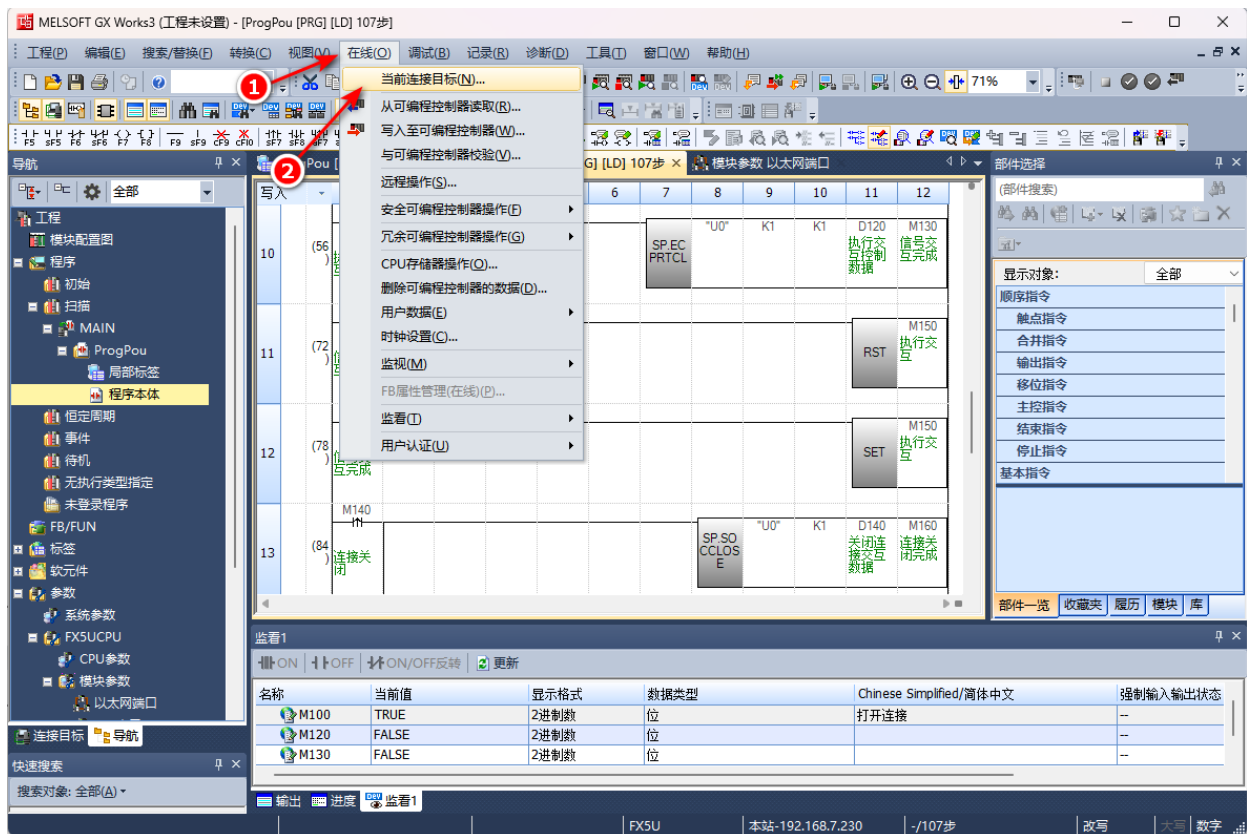 MELSOFT GX Works3 (工程未设置) - [ProgPou [PRG] [LD] 107步]
工程(P) 编辑(E) 搜索/替换(F) 转换(C) 视图(V) 在线(O) 调试(B) 记录(R) 诊断(D) 工具(T) 窗口(W) 帮助(H)
1
2
71%
F5 sF5 F6 sF6 F7 F8 F9 sF9 cF9 cF10 sF7 sF8
当前连接目标(N)...
从可编程控制器读取(R)...
写入至可编程控制器(W)...
与可编程控制器校验(V)...
远程操作(S)...
安全可编程控制器操作(F)
冗余可编程控制器操作(G)
CPU存储器操作(O)...
删除可编程控制器的数据(D)...
用户数据(E)
时钟设置(C)...
监视(M)
FB属性管理(在线)(P)...
监看(T)
用户认证(U)
导航
全部
工程
模块配置图
程序
初始
扫描
MAIN
ProgPou
局部标签
程序本体
恒定周期
事件
待机
无执行类型指定
未登录程序
FB/FUN
标签
软元件
参数
系统参数
FX5UCPU
CPU参数
模块参数
以太网端口
连接目标 导航
快速搜索
搜索对象: 全部(A)
Pou [
G] [LD] 107步
模块参数 以太网端口
写入 6 7 8 9 10 11 12
10 (56) SP.ECPRTCL "U0" K1 K1 D120 M130
执行交互控制数据 信号交互完成
11 (72) RST M150
执行交互
12 (78) SET M150
互完成 执行交互
13 (84) M140 SP.SOCCLOSE "U0" K1 D140 M160
连接关闭 关闭连接交互数据 连接关闭完成
部件选择
(部件搜索)
显示对象: 全部
顺序指令
触点指令
合并指令
输出指令
移位指令
主控指令
结束指令
停止指令
基本指令
部件一览 收藏夹 履历 模块 库
监看1
ON OFF ON/OFF反转 更新
名称 当前值 显示格式 数据类型 Chinese Simplified/简体中文 强制输入输出状态
M100 TRUE 2进制数 位 打开连接 --
M120 FALSE 2进制数 位 --
M130 FALSE 2进制数 位 --
输出 进度 监看1
FX5U 本站-192.168.7.230 -/107步 改写 大写 数字